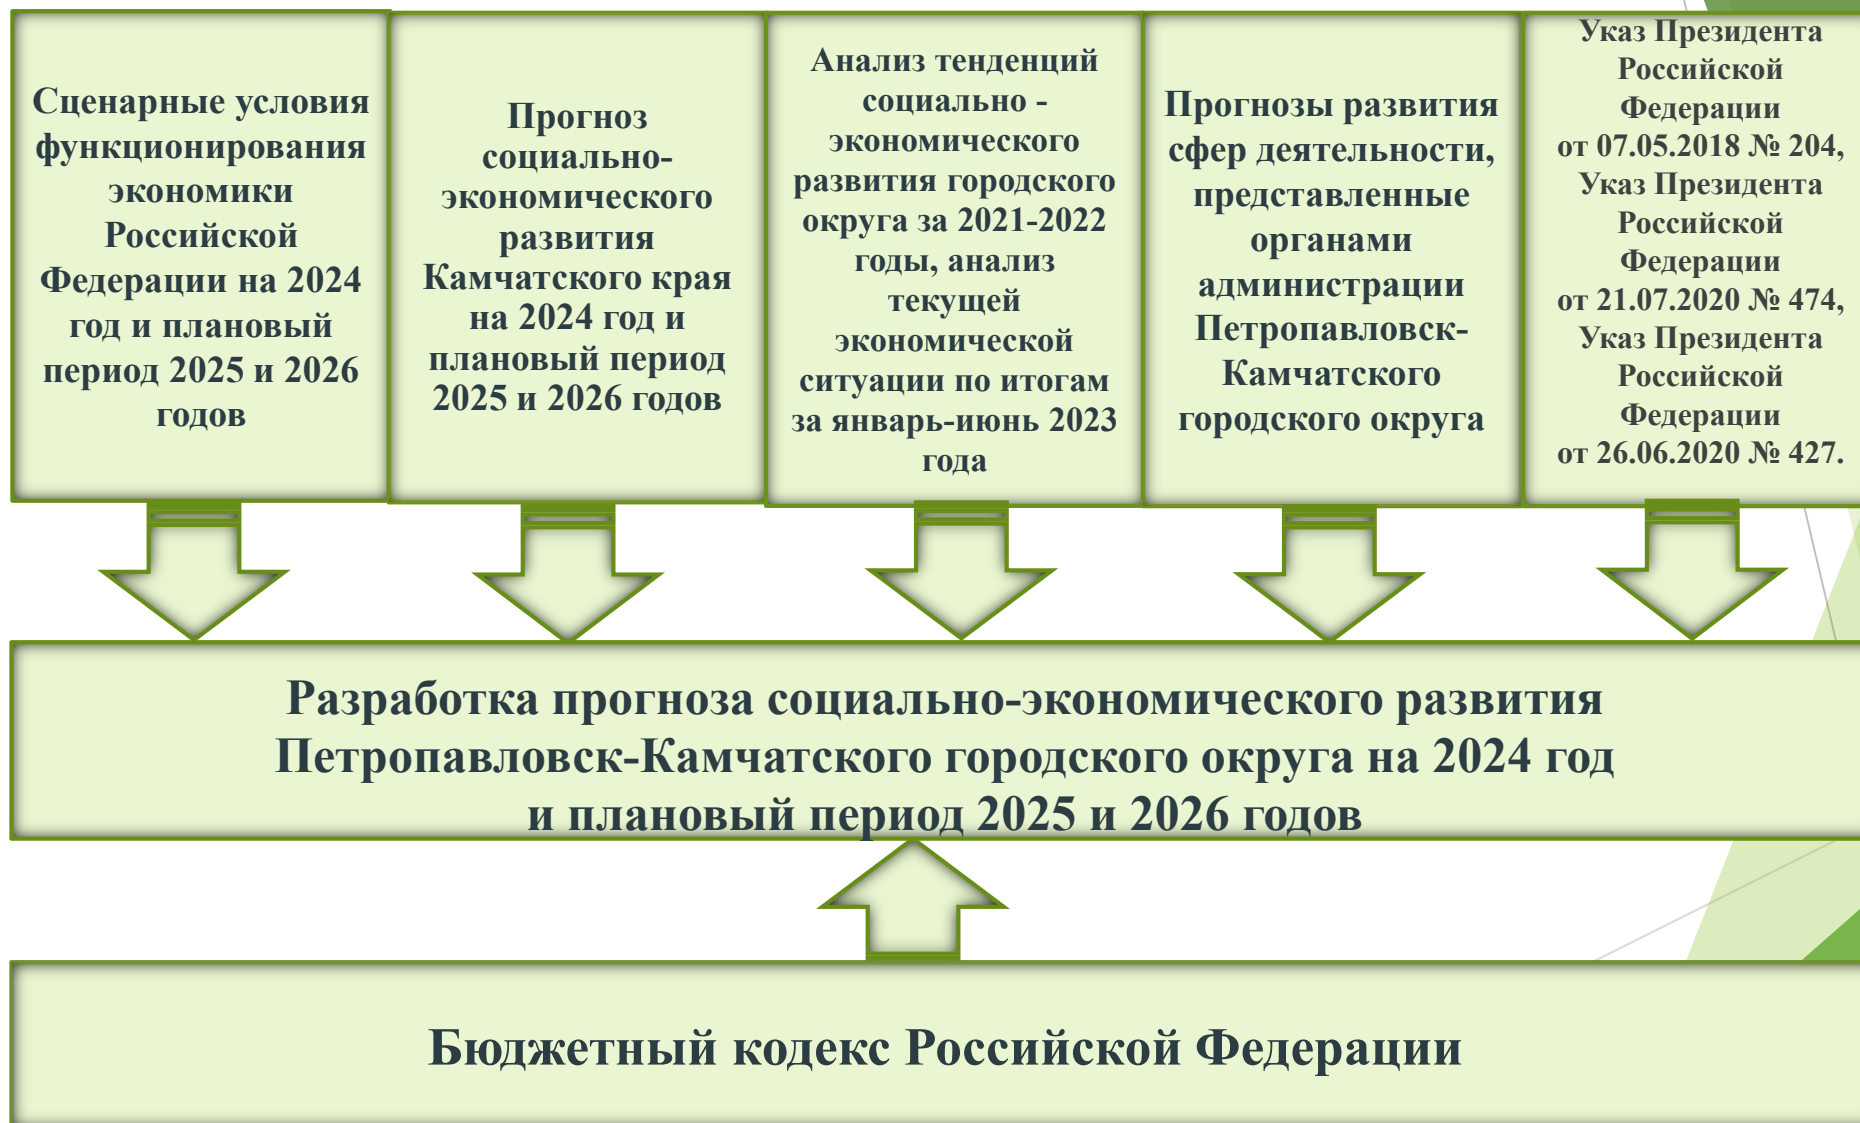 Сценарные условия
функционирования
экономики
Российской
Федерации на 2024
год и плановый
период 2025 и 2026
годов
Прогноз
социально-
экономического
развития
Камчатского края
на 2024 год и
плановый период
2025 и 2026 годов
Анализ тенденций
социально -
экономического
развития городского
округа за 2021-2022
годы, анализ
текущей
экономической
ситуации по итогам
за январь-июнь 2023
года
Прогнозы развития
сфер деятельности,
представленные
органами
администрации
Петропавловск-
Камчатского
городского округа
Указ Президента
Российской
Федерации
от 07.05.2018 № 204,
Указ Президента
Российской
Федерации
от 21.07.2020 № 474,
Указ Президента
Российской
Федерации
от 26.06.2020 № 427.
Разработка прогноза социально-экономического развития
Петропавловск-Камчатского городского округа на 2024 год
и плановый период 2025 и 2026 годов
Бюджетный кодекс Российской Федерации